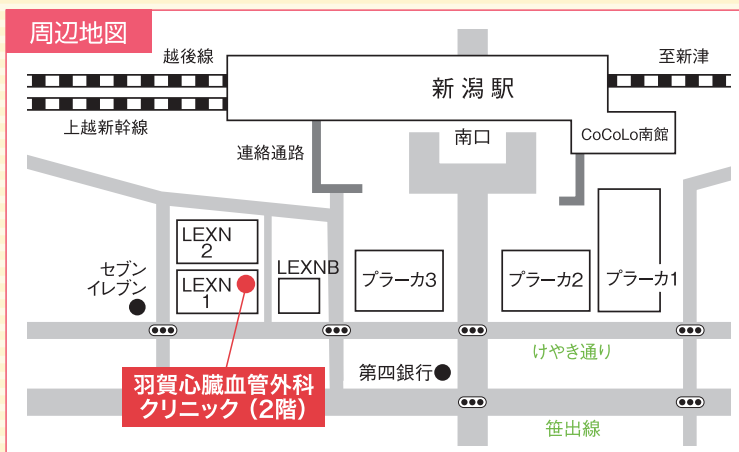 周辺地図
越後線
至新津
新潟駅
上越新幹線
南口
CoCoLo南館
連絡通路
LEXN
2
セブン
イレブン
LEXN
1
LEXNB
プラーカ3
プラーカ2
プラーカ1
けやき通り
第四銀行
羽賀心臓血管外科
クリニック（2階）
笹出線